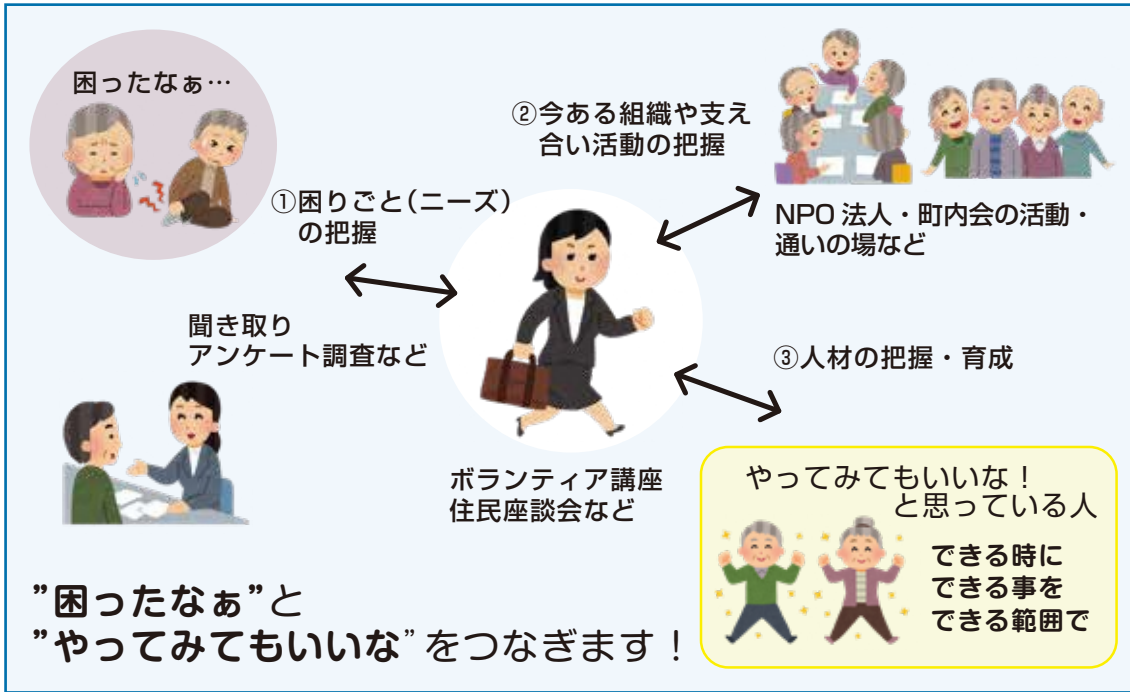 困ったなぁ…
①困りごと(ニーズ)
の把握
聞き取り
アンケート調査など
②今ある組織や支え
合い活動の把握
NPO 法人・町内会の活動・
通いの場など
③人材の把握・育成
ボランティア講座
住民座談会など
やってみてもいいな！
と思っている人
できる時に
できる事を
できる範囲で
”困ったなぁ”と
”やってみてもいいな”をつなぎます！